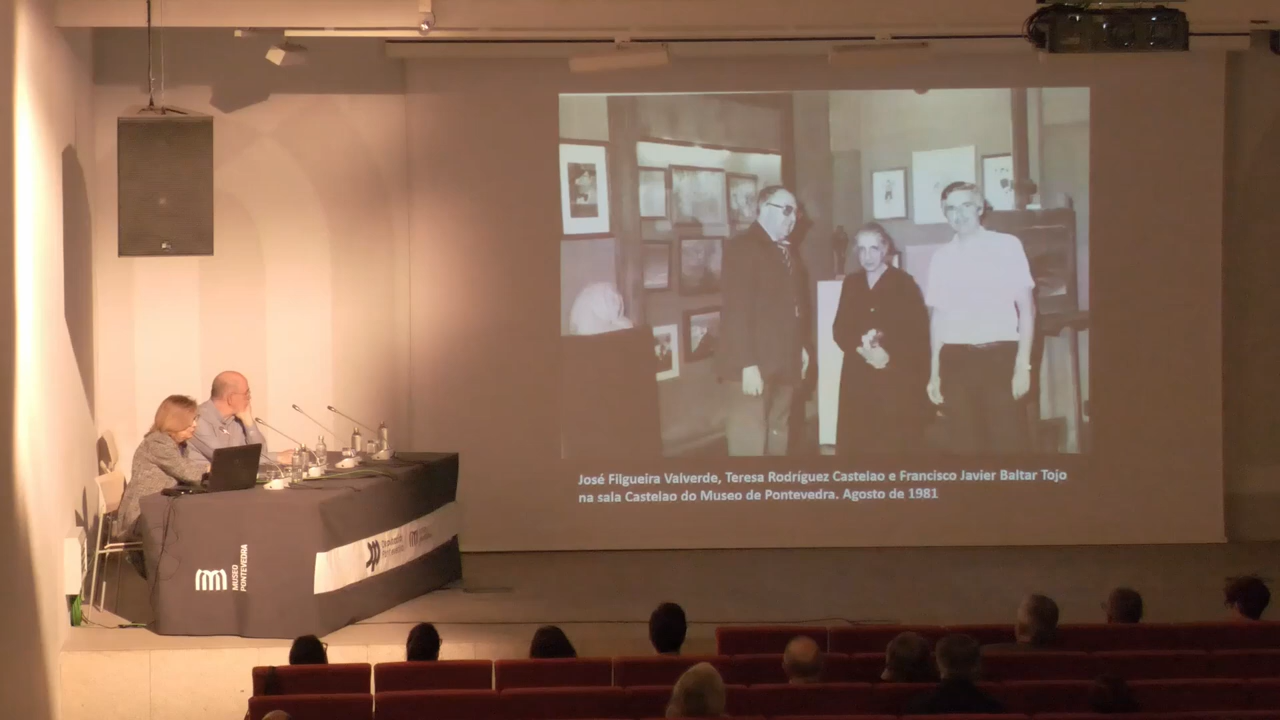 José Filgueira Valverde, Teresa Rodríguez Castelao e Francisco Javier Baltar Tojo
na sala Castelao do Museo de Pontevedra. Agosto de 1981
MUSEO
PONTEVEDRA